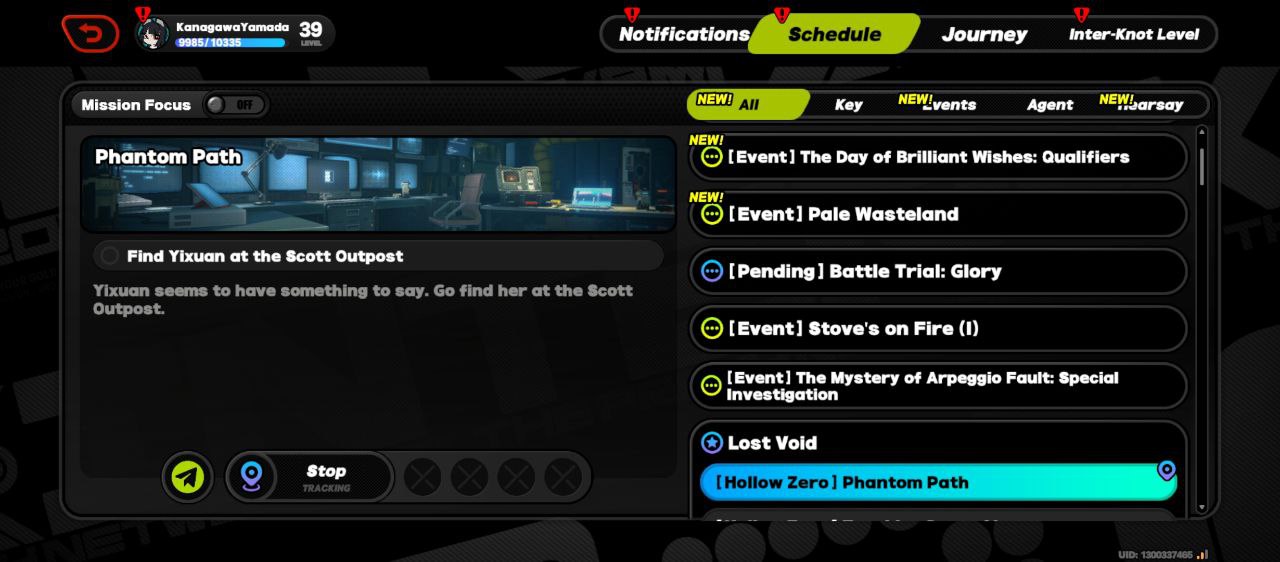 KanagawaYamada
9985/10335
39
LEVEL
Notifications
Schedule
Journey
Inter-Knot Level
Mission Focus
OFF
NEW!
All
Key
NEW!
Events
Agent
NEW!
Hearsay
Phantom Path
Find Yixuan at the Scott Outpost
Yixuan seems to have something to say. Go find her at the Scott
Outpost.
Stop
TRACKING
NEW!
[Event] The Day of Brilliant Wishes: Qualifiers
NEW!
[Event] Pale Wasteland
[Pending] Battle Trial: Glory
[Event] Stove's on Fire (I)
[Event] The Mystery of Arpeggio Fault: Special
Investigation
Lost Void
[Hollow Zero] Phantom Path
UID: 1300337465